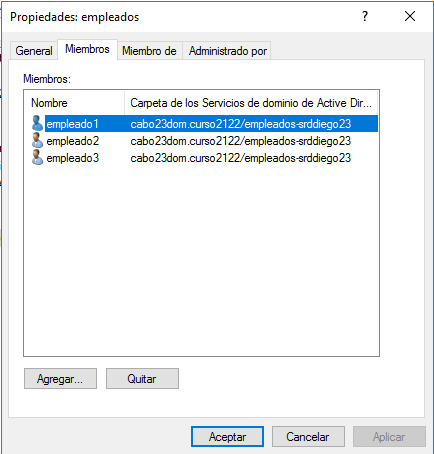 Propiedades: empleados
General Miembros Miembro de Administrado por
Miembros:
Nombre Carpeta de los Servicios de dominio de Active Dir...
empleado1 cabo23dom.curso2122/empleados-srddiego23
empleado2 cabo23dom.curso2122/empleados-srddiego23
empleado3 cabo23dom.curso2122/empleados-srddiego23
Agregar... Quitar
Aceptar Cancelar Aplicar